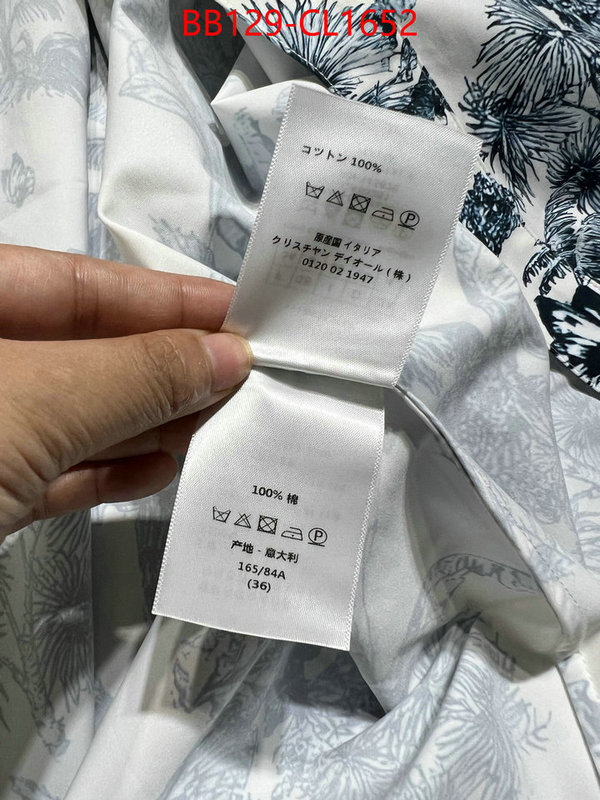 BB129-CL1652
コットン 100%
原産国 イタリア
クリスチャン ディオール ( 株 )
0120 02 1947
100% 棉
产地 - 意大利
165/84A
(36)